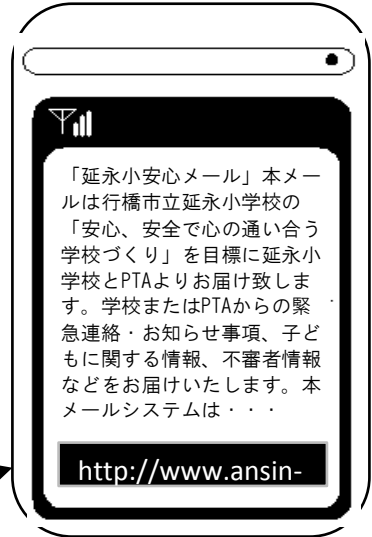 「延永小安心メール」本メー
ルは行橋市立延永小学校の
「安心、安全で心の通い合う
学校づくり」を目標に延永小
学校とPTAよりお届け致しま
す。学校またはPTAからの緊
急連絡・お知らせ事項、子ど
もに関する情報、不審者情報
などをお届けいたします。本
メールシステムは・・・
http://www.ansin-